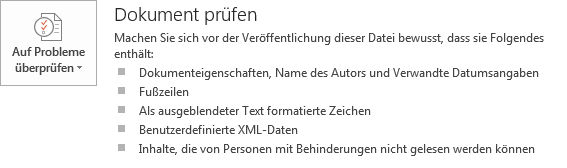 Auf Probleme
überprüfen
Dokument prüfen
Machen Sie sich vor der Veröffentlichung dieser Datei bewusst, dass sie Folgendes
enthält:
Dokumenteigenschaften, Name des Autors und Verwandte Datumsangaben
Fußzeilen
Als ausgeblendeter Text formatierte Zeichen
Benutzerdefinierte XML-Daten
Inhalte, die von Personen mit Behinderungen nicht gelesen werden können